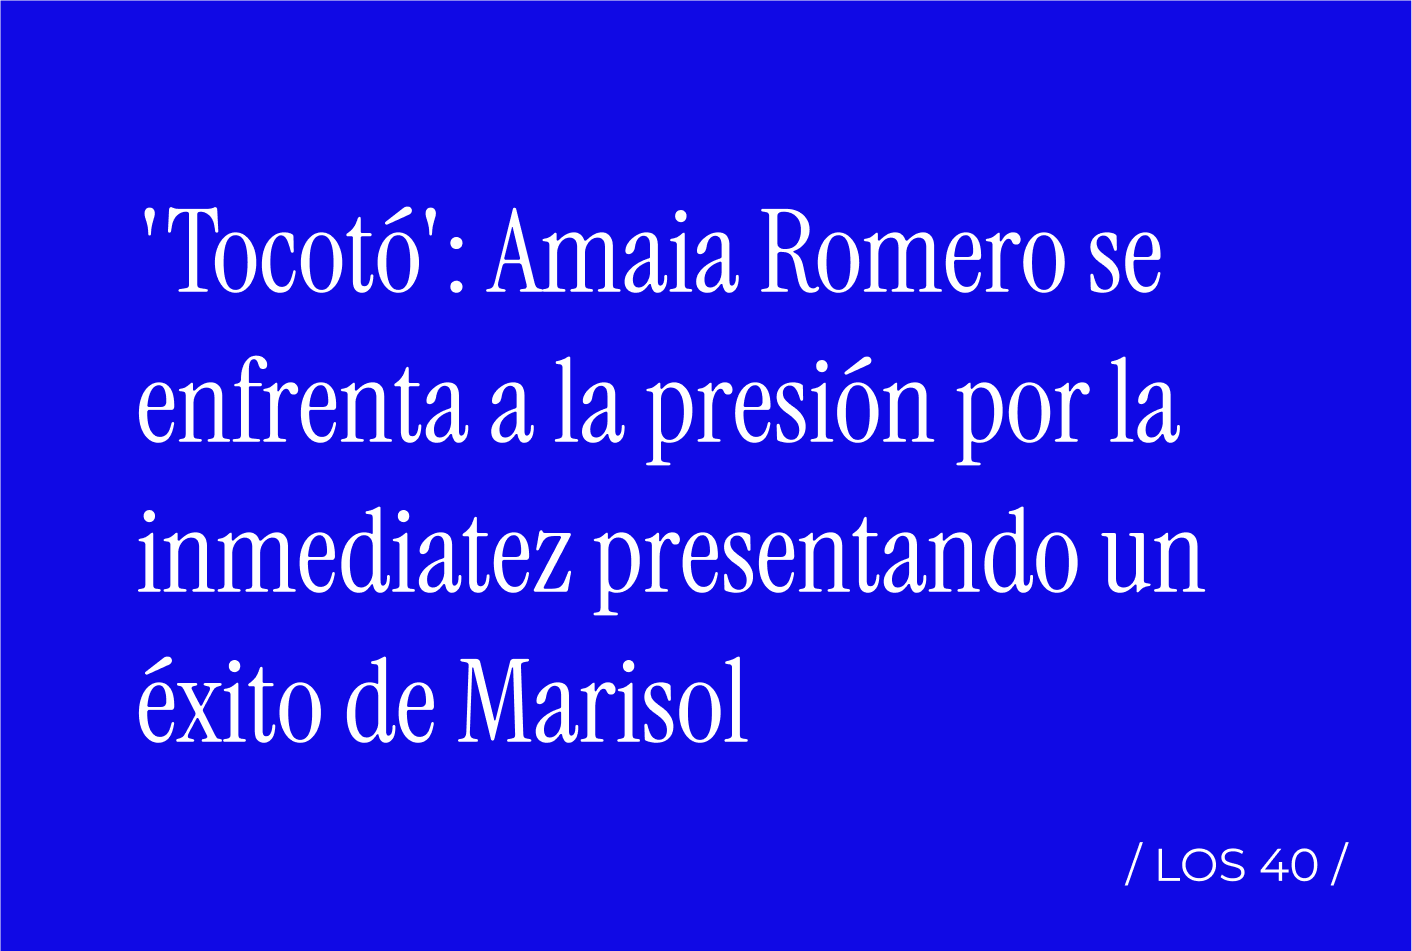 'Tocotó': Amaia Romero se
enfrenta a la presión por la
inmediatez presentando un
éxito de Marisol
/ LOS 40 /